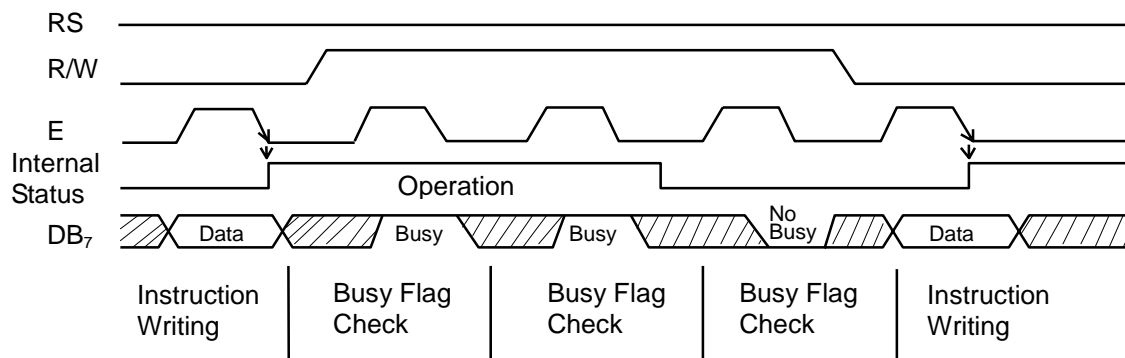 RS
R/W
E
Internal
Status
Operation
DB₇
Data
Busy
Busy
No
Busy
Data
Instruction
Writing
Busy Flag
Check
Busy Flag
Check
Busy Flag
Check
Instruction
Writing